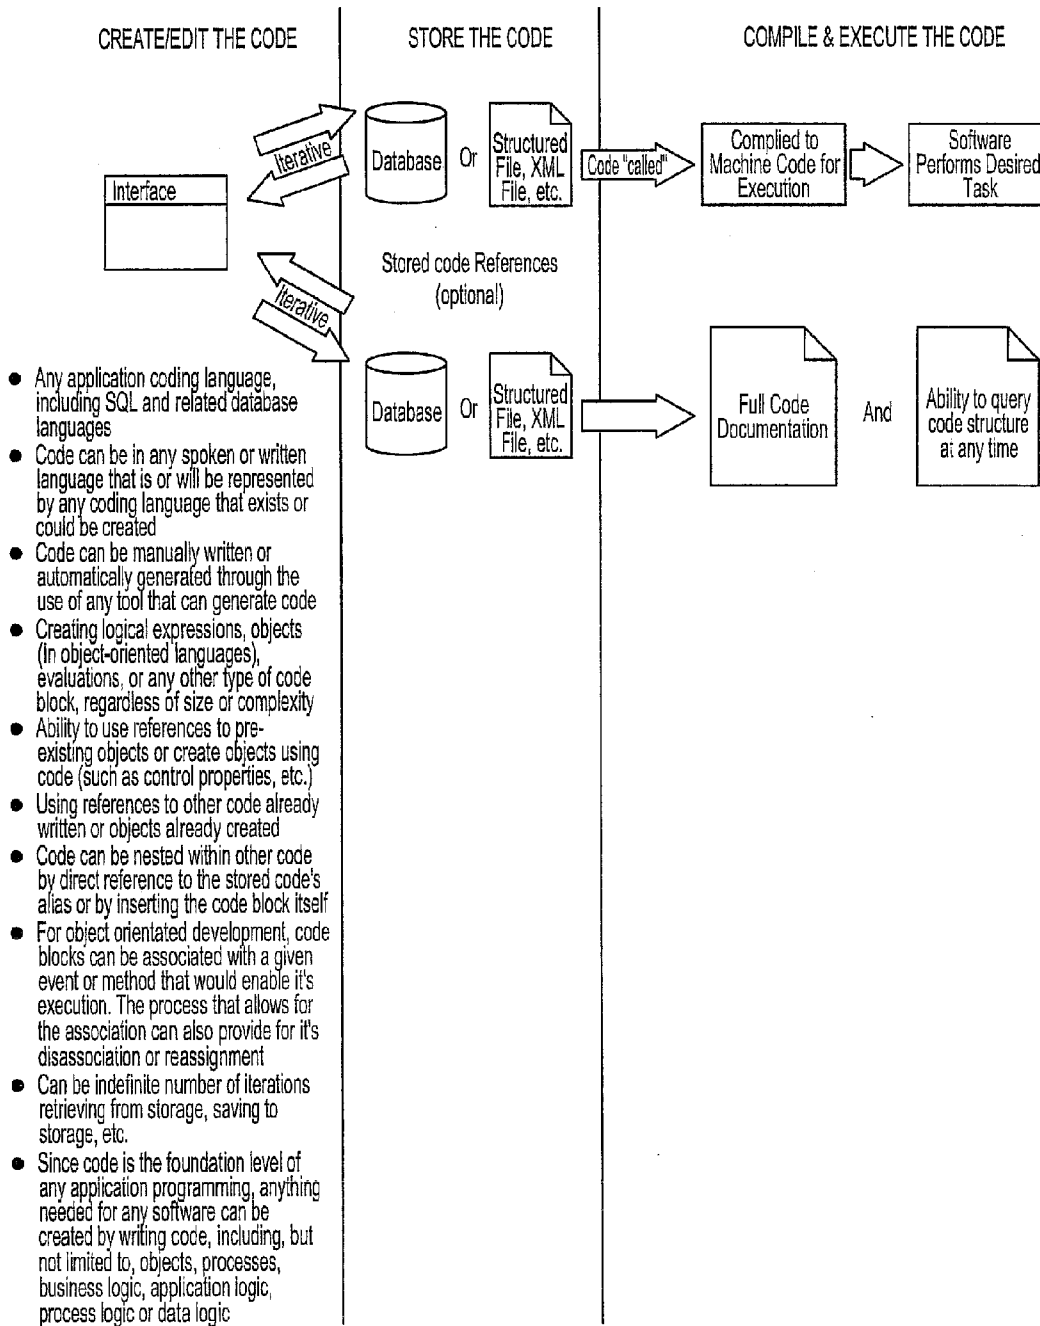 CREATE/EDIT THE CODE
STORE THE CODE
COMPILE & EXECUTE THE CODE
Interface
Iterative
Database
Or
Structured
File, XML
File, etc.
Code "called"
Complied to
Machine Code for
Execution
Software
Performs Desired
Task
Stored code References
(optional)
Iterative
Database
Or
Structured
File, XML
File, etc.
Full Code
Documentation
And
Ability to query
code structure
at any time
● Any application coding language,
including SQL and related database
languages
● Code can be in any spoken or written
language that is or will be represented
by any coding language that exists or
could be created
● Code can be manually written or
automatically generated through the
use of any tool that can generate code
● Creating logical expressions, objects
(in object-oriented languages),
evaluations, or any other type of code
block, regardless of size or complexity
● Ability to use references to pre-
existing objects or create objects using
code (such as control properties, etc.)
● Using references to other code already
written or objects already created
● Code can be nested within other code
by direct reference to the stored code's
alias or by inserting the code block itself
● For object orientated development, code
blocks can be associated with a given
event or method that would enable it's
execution. The process that allows for
the association can also provide for it's
disassociation or reassignment
● Can be indefinite number of iterations
retrieving from storage, saving to
storage, etc.
● Since code is the foundation level of
any application programming, anything
needed for any software can be
created by writing code, including, but
not limited to, objects, processes,
business logic, application logic,
process logic or data logic